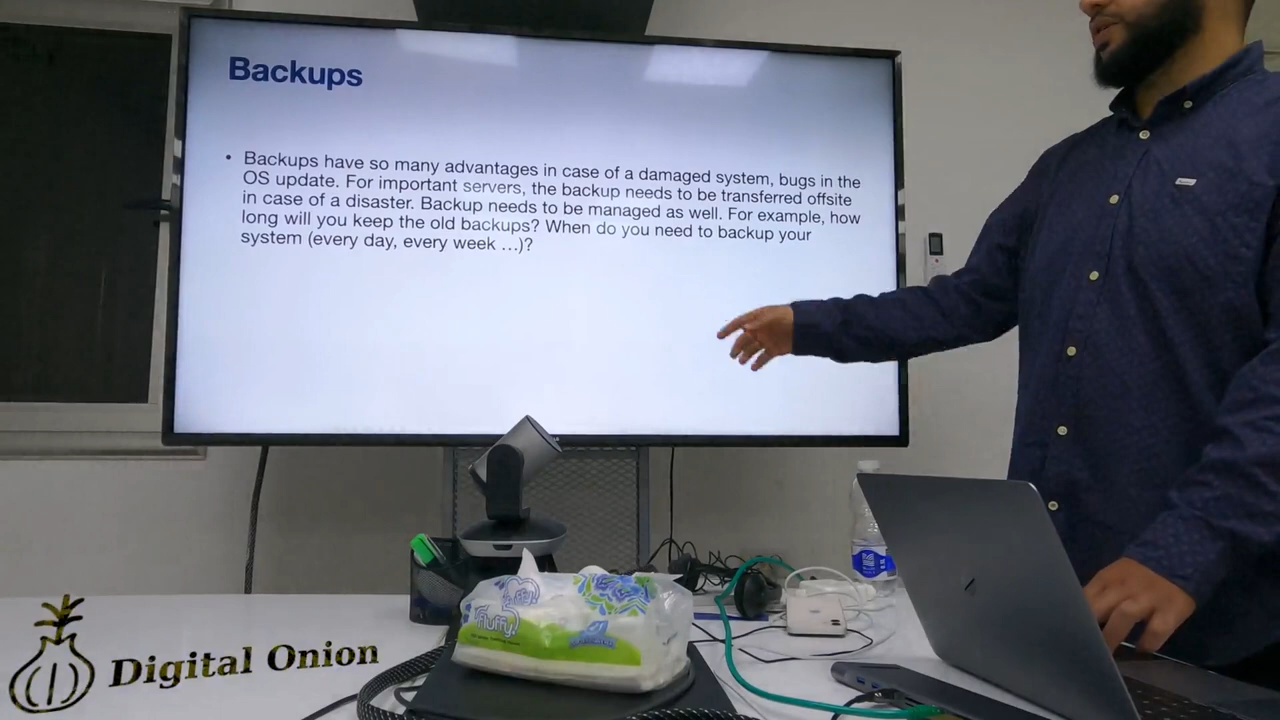 Backups
• Backups have so many advantages in case of a damaged system, bugs in the
OS update. For important servers, the backup needs to be transferred offsite
in case of a disaster. Backup needs to be managed as well. For example, how
long will you keep the old backups? When do you need to backup your
system (every day, every week …)?
Fluffy!
Digital Onion